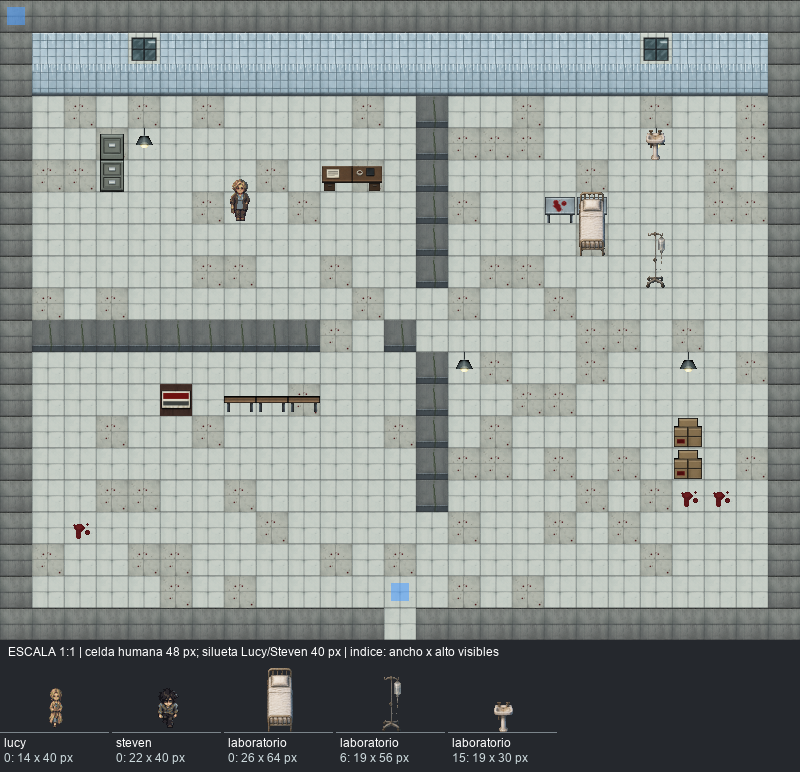 ESCALA 1:1 | celda humana 48 px; silueta Lucy/Steven 40 px | indice: ancho x alto visibles
lucy
0: 14 x 40 px
steven
0: 22 x 40 px
laboratorio
0: 26 x 64 px
laboratorio
6: 19 x 56 px
laboratorio
15: 19 x 30 px